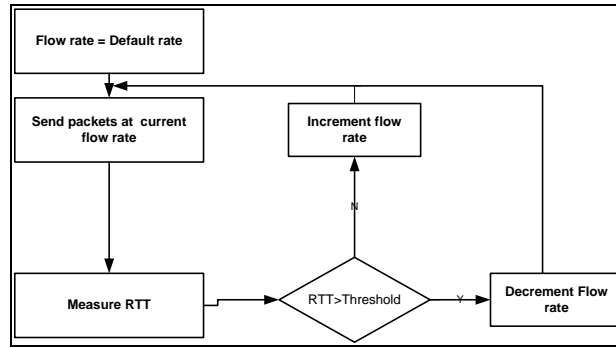 Flow rate = Default rate
Send packets at current
flow rate
Increment flow
rate
N
Measure RTT
RTT>Threshold
Y
Decrement Flow
rate